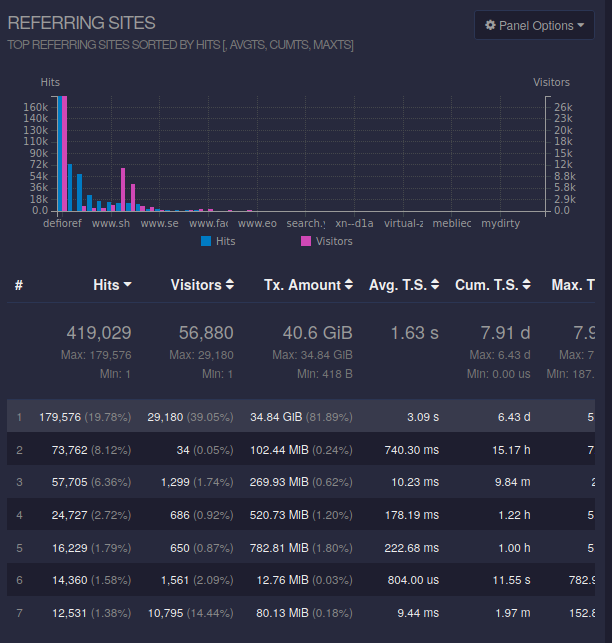 REFERRING SITES
Panel Options
TOP REFERRING SITES SORTED BY HITS [, AVGTS, CUMTS, MAXTS]
Hits Visitors
160k 26k
140k 23k
130k 20k
110k 18k
90k 15k
72k 12k
54k 8.8k
36k 5.8k
18k 2.9k
0.0 0.0
deforef www.sh www.se www.fac www.eo search.y xn--d1a virtual-z mebliec mydirty
Hits Visitors
# Hits Visitors Tx. Amount Avg. T.S. Cum. T.S. Max. T
419,029 56,880 40.6 GiB 1.63 s 7.91 d 7.9
Max: 179,576 Max: 29,180 Max: 34.84 GiB Max: 6.43 d Max: 7
Min: 1 Min: 1 Min: 418 B Min: 0.00 us Min: 187.
1 179,576 (19.78%) 29,180 (39.05%) 34.84 GiB (81.89%) 3.09 s 6.43 d 5
2 73,762 (8.12%) 34 (0.05%) 102.44 MiB (0.24%) 740.30 ms 15.17 h 7
3 57,705 (6.36%) 1,299 (1.74%) 269.93 MiB (0.62%) 10.23 ms 9.84 m 2
4 24,727 (2.72%) 686 (0.92%) 520.73 MiB (1.20%) 178.19 ms 1.22 h 5
5 16,229 (1.79%) 650 (0.87%) 782.81 MiB (1.80%) 222.68 ms 1.00 h 5
6 14,360 (1.58%) 1,561 (2.09%) 12.76 MiB (0.03%) 804.00 us 11.55 s 782.9
7 12,531 (1.38%) 10,795 (14.44%) 80.13 MiB (0.18%) 9.44 ms 1.97 m 152.8